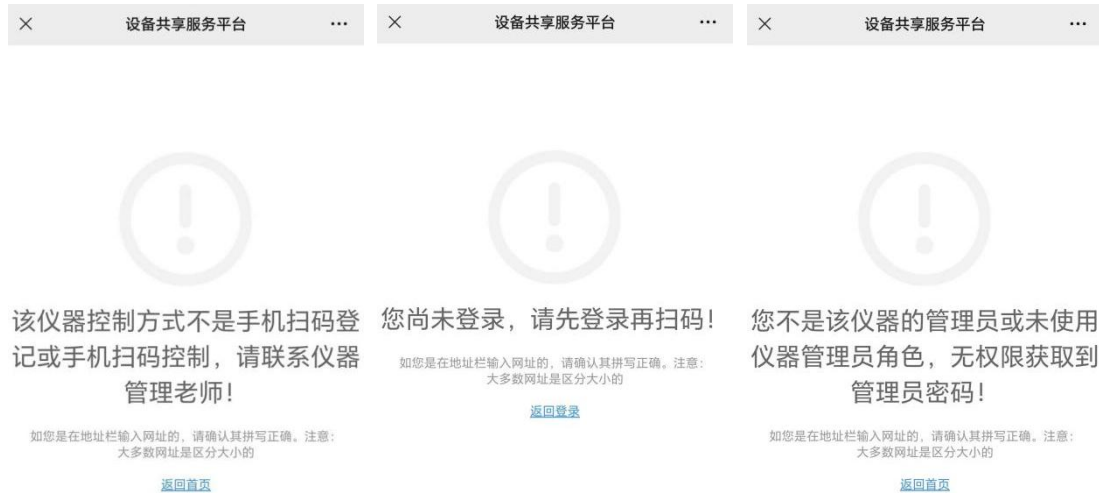 设备共享服务平台
该仪器控制方式不是手机扫码登
记或手机扫码控制，请联系仪器
管理老师！
如您是在地址栏输入网址的，请确认其拼写正确。注意：
大多数网址是区分大小的
返回首页
设备共享服务平台
您尚未登录，请先登录再扫码！
如您是在地址栏输入网址的，请确认其拼写正确。注意：
大多数网址是区分大小的
返回登录
设备共享服务平台
您不是该仪器的管理员或未使用
仪器管理员角色，无权限获取到
管理员密码！
如您是在地址栏输入网址的，请确认其拼写正确。注意：
大多数网址是区分大小的
返回首页